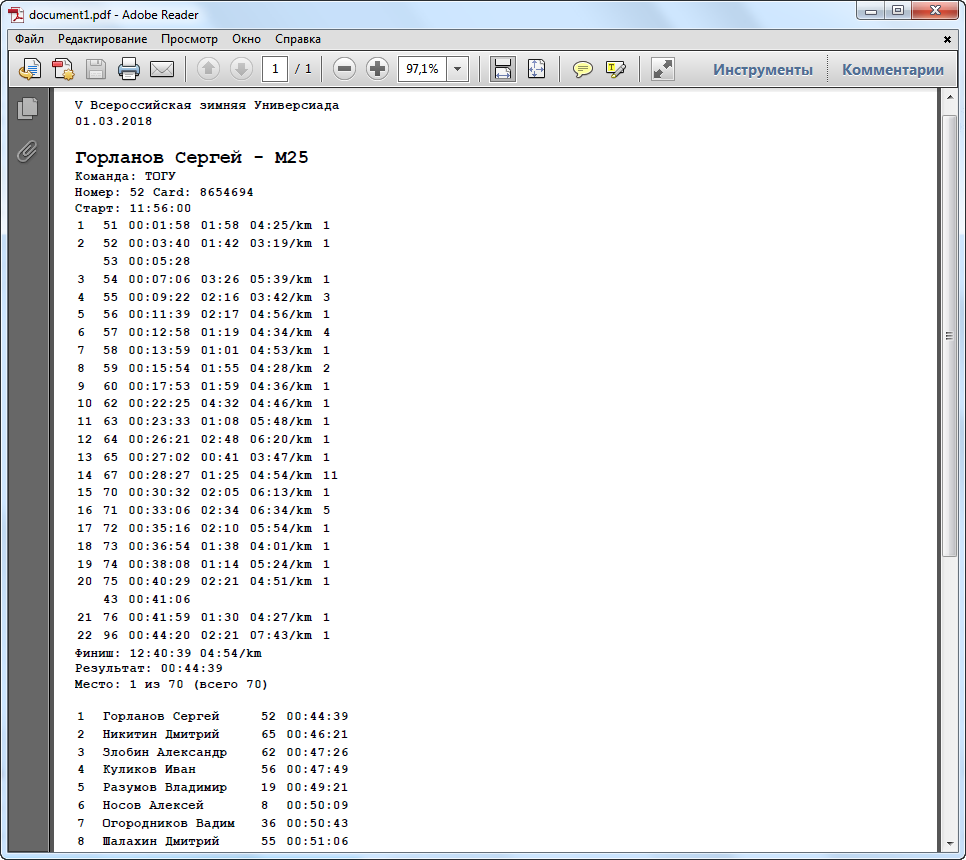 document1.pdf - Adobe Reader
Файл Редактирование Просмотр Окно Справка
1 / 1 97,1% Инструменты Комментарии
V Всероссийская зимняя Универсиада
01.03.2018
Горланов Сергей - М25
Команда: ТОГУ
Номер: 52 Card: 8654694
Старт: 11:56:00
1 51 00:01:58 01:58 04:25/km 1
2 52 00:03:40 01:42 03:19/km 1
53 00:05:28
3 54 00:07:06 03:26 05:39/km 1
4 55 00:09:22 02:16 03:42/km 3
5 56 00:11:39 02:17 04:56/km 1
6 57 00:12:58 01:19 04:34/km 4
7 58 00:13:59 01:01 04:53/km 1
8 59 00:15:54 01:55 04:28/km 2
9 60 00:17:53 01:59 04:36/km 1
10 62 00:22:25 04:32 04:46/km 1
11 63 00:23:33 01:08 05:48/km 1
12 64 00:26:21 02:48 06:20/km 1
13 65 00:27:02 00:41 03:47/km 1
14 67 00:28:27 01:25 04:54/km 11
15 70 00:30:32 02:05 06:13/km 1
16 71 00:33:06 02:34 06:34/km 5
17 72 00:35:16 02:10 05:54/km 1
18 73 00:36:54 01:38 04:01/km 1
19 74 00:38:08 01:14 05:24/km 1
20 75 00:40:29 02:21 04:51/km 1
43 00:41:06
21 76 00:41:59 01:30 04:27/km 1
22 96 00:44:20 02:21 07:43/km 1
Финиш: 12:40:39 04:54/km
Результат: 00:44:39
Место: 1 из 70 (всего 70)
1 Горланов Сергей 52 00:44:39
2 Никитин Дмитрий 65 00:46:21
3 Злобин Александр 62 00:47:26
4 Куликов Иван 56 00:47:49
5 Разумов Владимир 19 00:49:21
6 Носов Алексей 8 00:50:09
7 Огородников Вадим 36 00:50:43
8 Шалахин Дмитрий 55 00:51:06